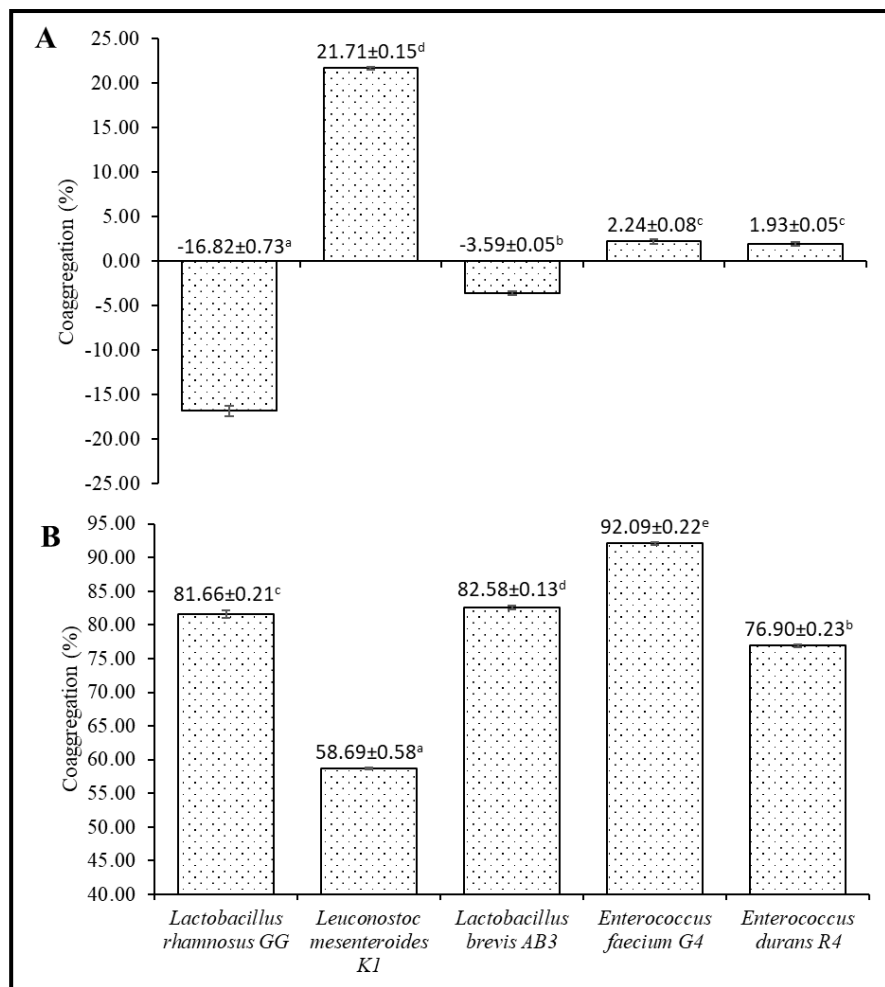 A
Coaggregation (%)
25.00
20.00
15.00
10.00
5.00
0.00
-5.00
-10.00
-15.00
-20.00
-25.00
-16.82±0.73ᵃ
21.71±0.15ᵈ
-3.59±0.05ᵇ
2.24±0.08ᶜ
1.93±0.05ᶜ
B
Coaggregation (%)
95.00
90.00
85.00
80.00
75.00
70.00
65.00
60.00
55.00
50.00
45.00
40.00
81.66±0.21ᶜ
58.69±0.58ᵃ
82.58±0.13ᵈ
92.09±0.22ᵉ
76.90±0.23ᵇ
Lactobacillus
rhamnosus GG
Leuconostoc
mesenteroides
K1
Lactobacillus
brevis AB3
Enterococcus
faecium G4
Enterococcus
durans R4